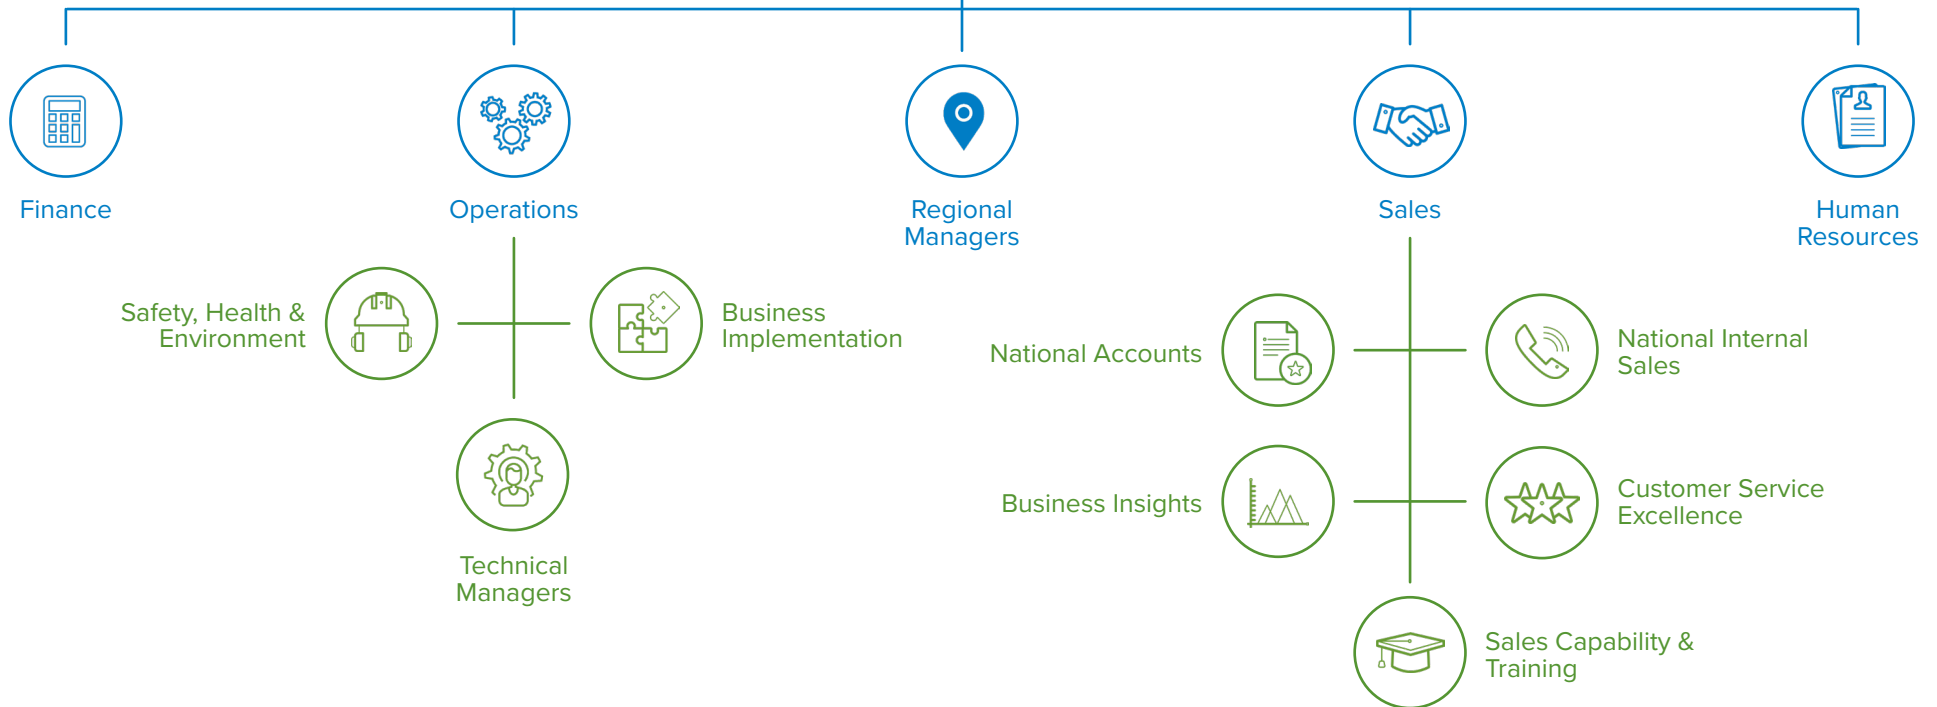 Finance
Operations
Regional
Managers
Sales
Human
Resources
Safety, Health &
Environment
Business
Implementation
Technical
Managers
National Accounts
National Internal
Sales
Business Insights
Customer Service
Excellence
Sales Capability &
Training